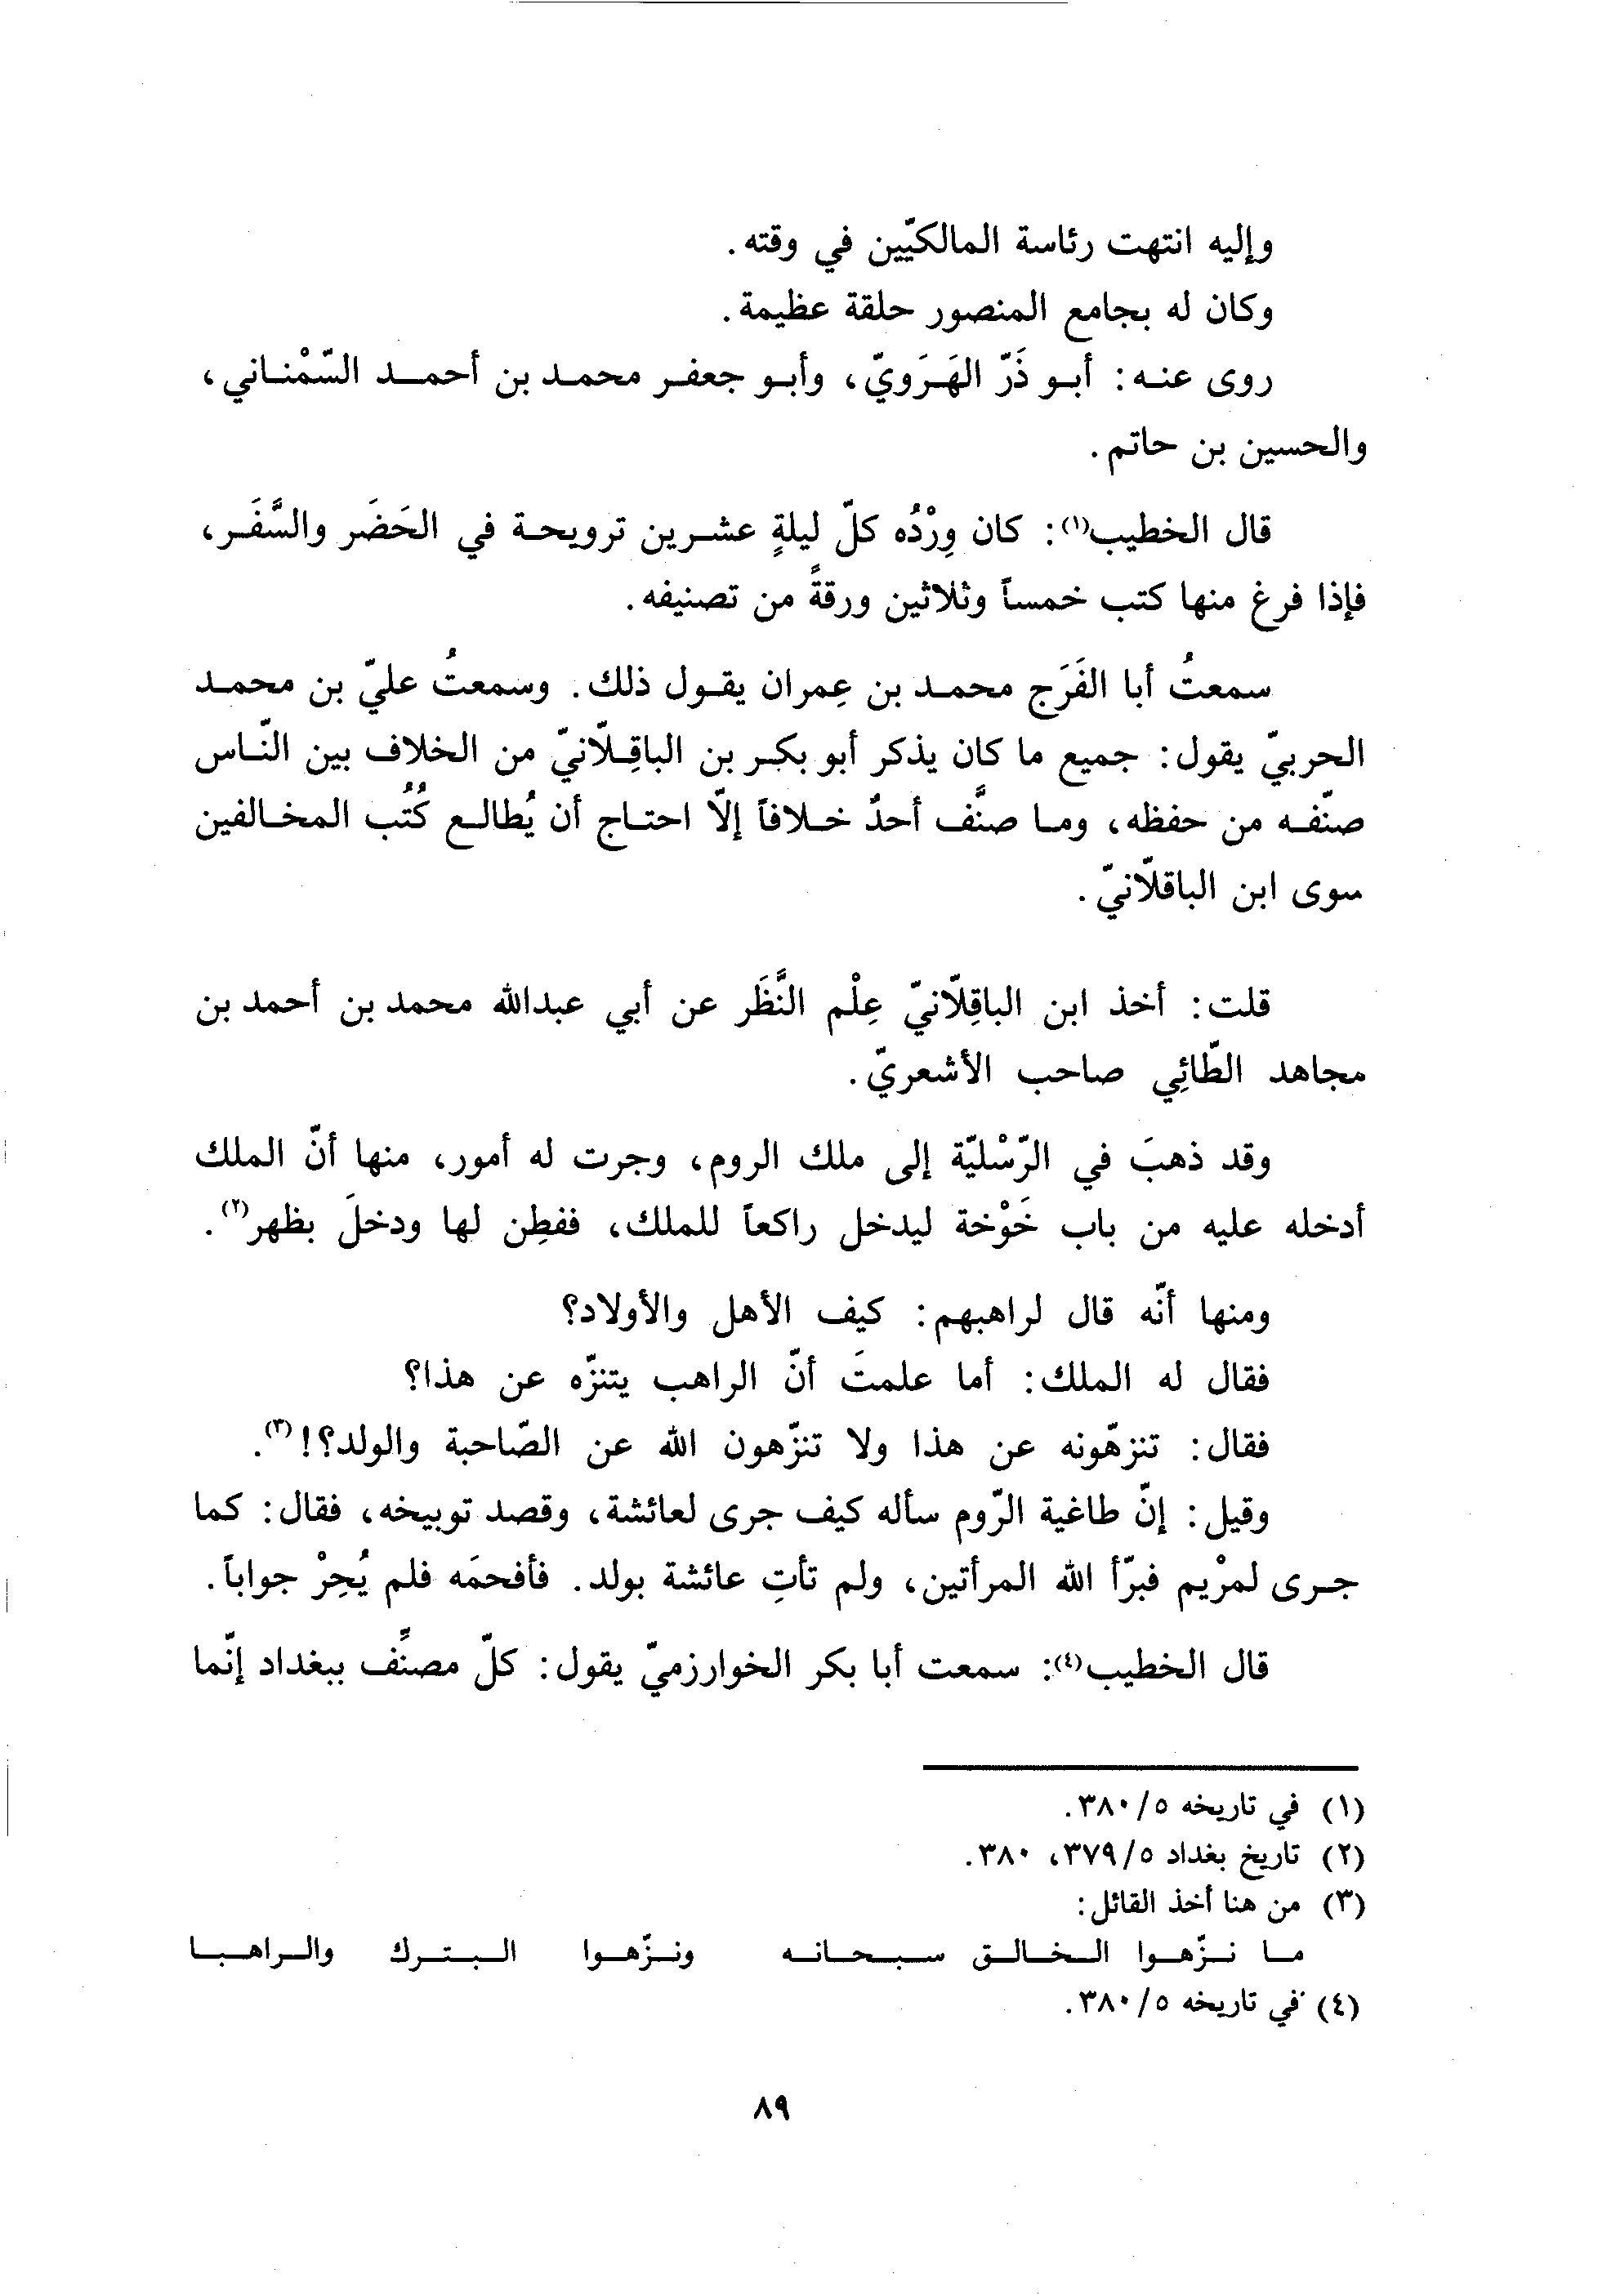 وإليه انتهت رئاسة المالكيّين في وقته.
وكان له بجامع المنصور حلقة عظيمة.
روى عنه: أبو ذَرّ الهَرَويّ، وأبو جعفر محمد بن أحمد السّمْناني،
والحسين بن حاتم.
قال الخطيب(١): كان وِرْدُه كلّ ليلةٍ عشرين ترويحة في الحَضَر والسَّفَر،
فإذا فرغ منها كتب خمساً وثلاثين ورقةً من تصنيفه.
سمعتُ أبا الفَرَج محمد بن عِمران يقول ذلك. وسمعتُ عليّ بن محمد
الحربيّ يقول: جميع ما كان يذكر أبو بكر بن الباقِلّانيّ من الخلاف بين النّاس
صنّفه من حفظه، وما صنَّف أحدٌ خلافاً إلّا احتاج أن يُطالع كُتُب المخالفين
سوى ابن الباقلّانيّ.
قلت: أخذ ابن الباقِلّانيّ عِلْم النَّظَر عن أبي عبدالله محمد بن أحمد بن
مجاهد الطّائِي صاحب الأشعريّ.
وقد ذهبَ في الرّسْليّة إلى ملك الروم، وجرت له أمور، منها أنّ الملك
أدخله عليه من باب خَوْخة ليدخل راكعاً للملك، ففطِن لها ودخلَ بظهر(٢).
ومنها أنّه قال لراهبهم: كيف الأهل والأولاد؟
فقال له الملك: أما علمتَ أنّ الراهب يتنزّه عن هذا؟
فقال: تنزهّونه عن هذا ولا تنزّهون الله عن الصّاحبة والولد؟!(٣).
وقيل: إنّ طاغية الرّوم سأله كيف جرى لعائشة، وقصد توبيخه، فقال: كما
جرى لمرْيم فبرّأ الله المرأتين، ولم تأتِ عائشة بولد. فأفحمَه فلم يُحِرْ جواباً.
قال الخطيب(٤): سمعت أبا بكر الخوارزميّ يقول: كلّ مصنِّف ببغداد إنّما
(١) في تاريخه ٥/ ٣٨٠.
(٢) تاريخ بغداد ٥/ ٣٧٩، ٣٨٠.
(٣) من هنا أخذ القائل:
ما نزّهوا الخالق سبحانه ونزّهوا البترك والراهبا
(٤) في تاريخه ٥/ ٣٨٠.
٨٩